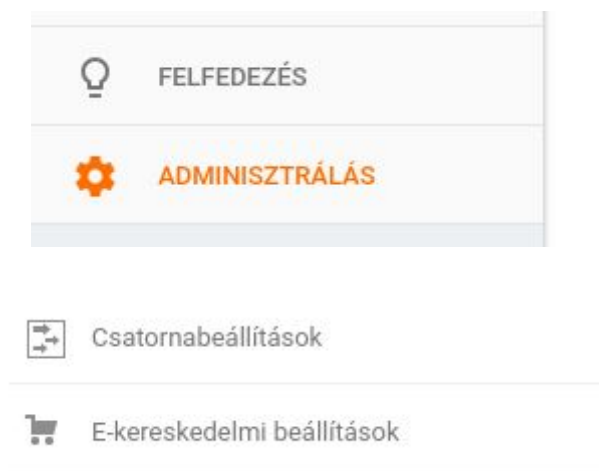 FELFEDEZÉS
ADMINISZTRÁLÁS
Csatornabeállítások
E-kereskedelmi beállítások